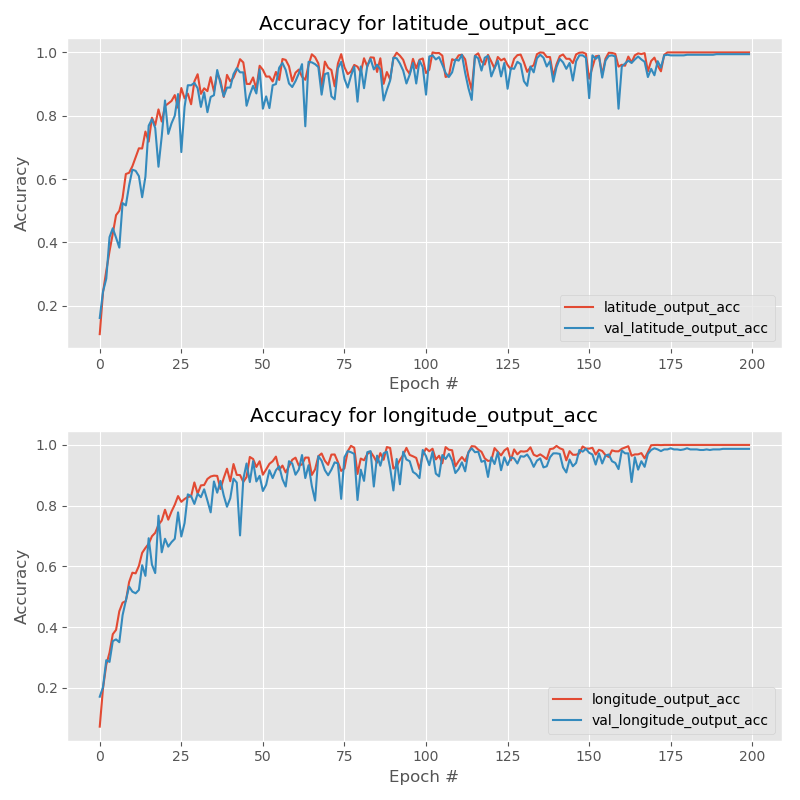 Accuracy for latitude_output_acc
1.0
0.8
0.6
0.4
0.2
Accuracy
latitude_output_acc
val_latitude_output_acc
0 25 50 75 100 125 150 175 200
Epoch #
Accuracy for longitude_output_acc
1.0
0.8
0.6
0.4
0.2
Accuracy
longitude_output_acc
val_longitude_output_acc
0 25 50 75 100 125 150 175 200
Epoch #